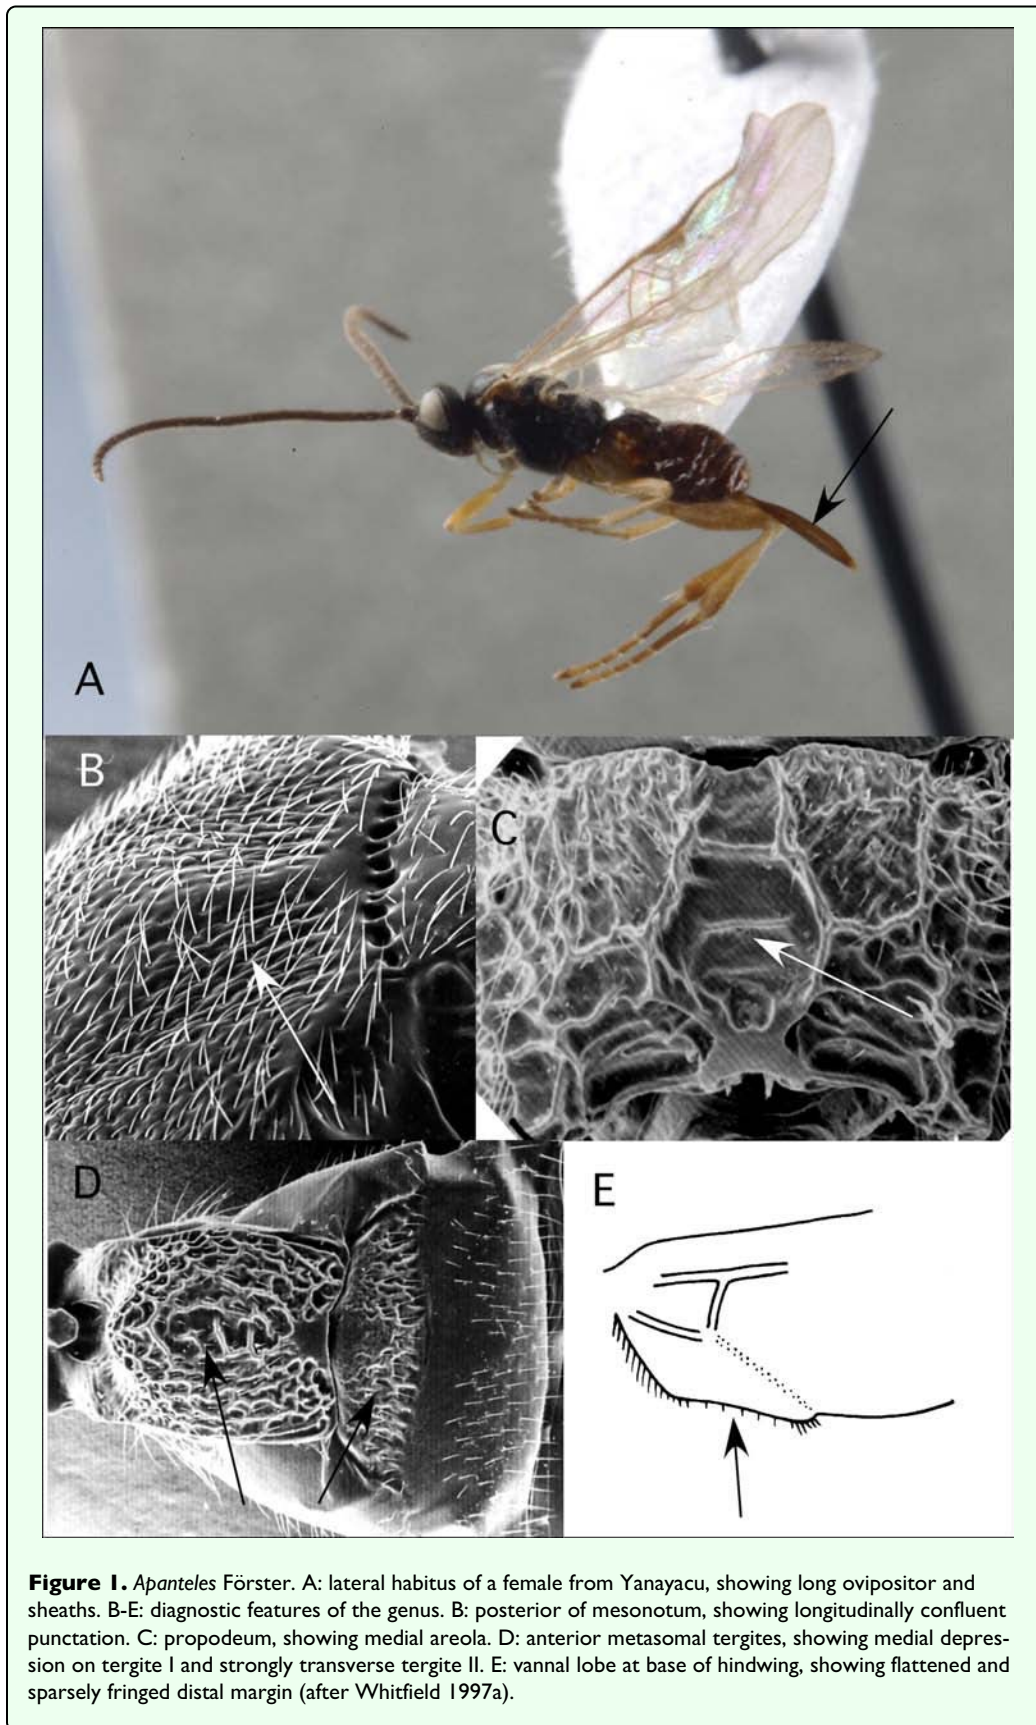 A
B
C
D
E
Figure 1. Apanteles Förster. A: lateral habitus of a female from Yanayacu, showing long ovipositor and
sheaths. B-E: diagnostic features of the genus. B: posterior of mesonotum, showing longitudinally confluent
punctation. C: propodeum, showing medial areola. D: anterior metasomal tergites, showing medial depres-
sion on tergite I and strongly transverse tergite II. E: vannal lobe at base of hindwing, showing flattened and
sparsely fringed distal margin (after Whitfield 1997a).